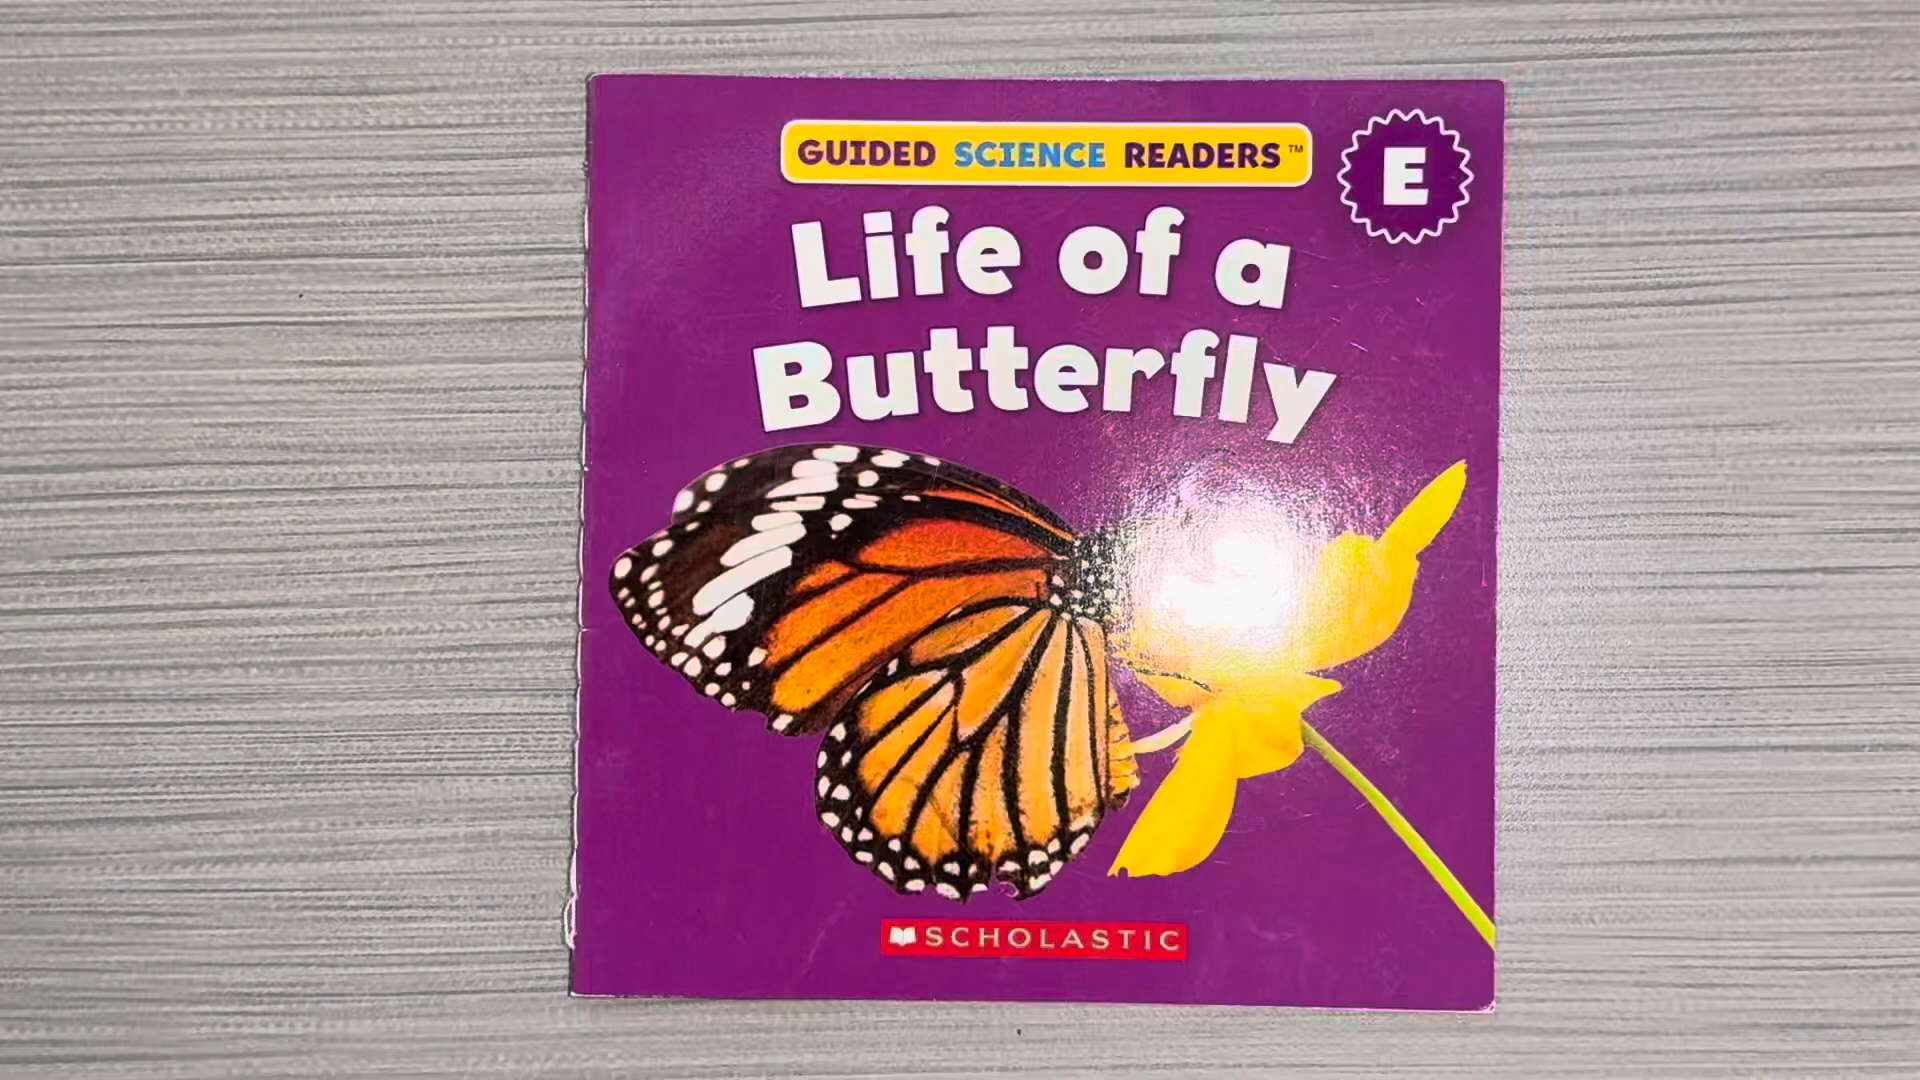 GUIDED SCIENCE READERS™
E
Life of a
Butterfly
SCHOLASTIC